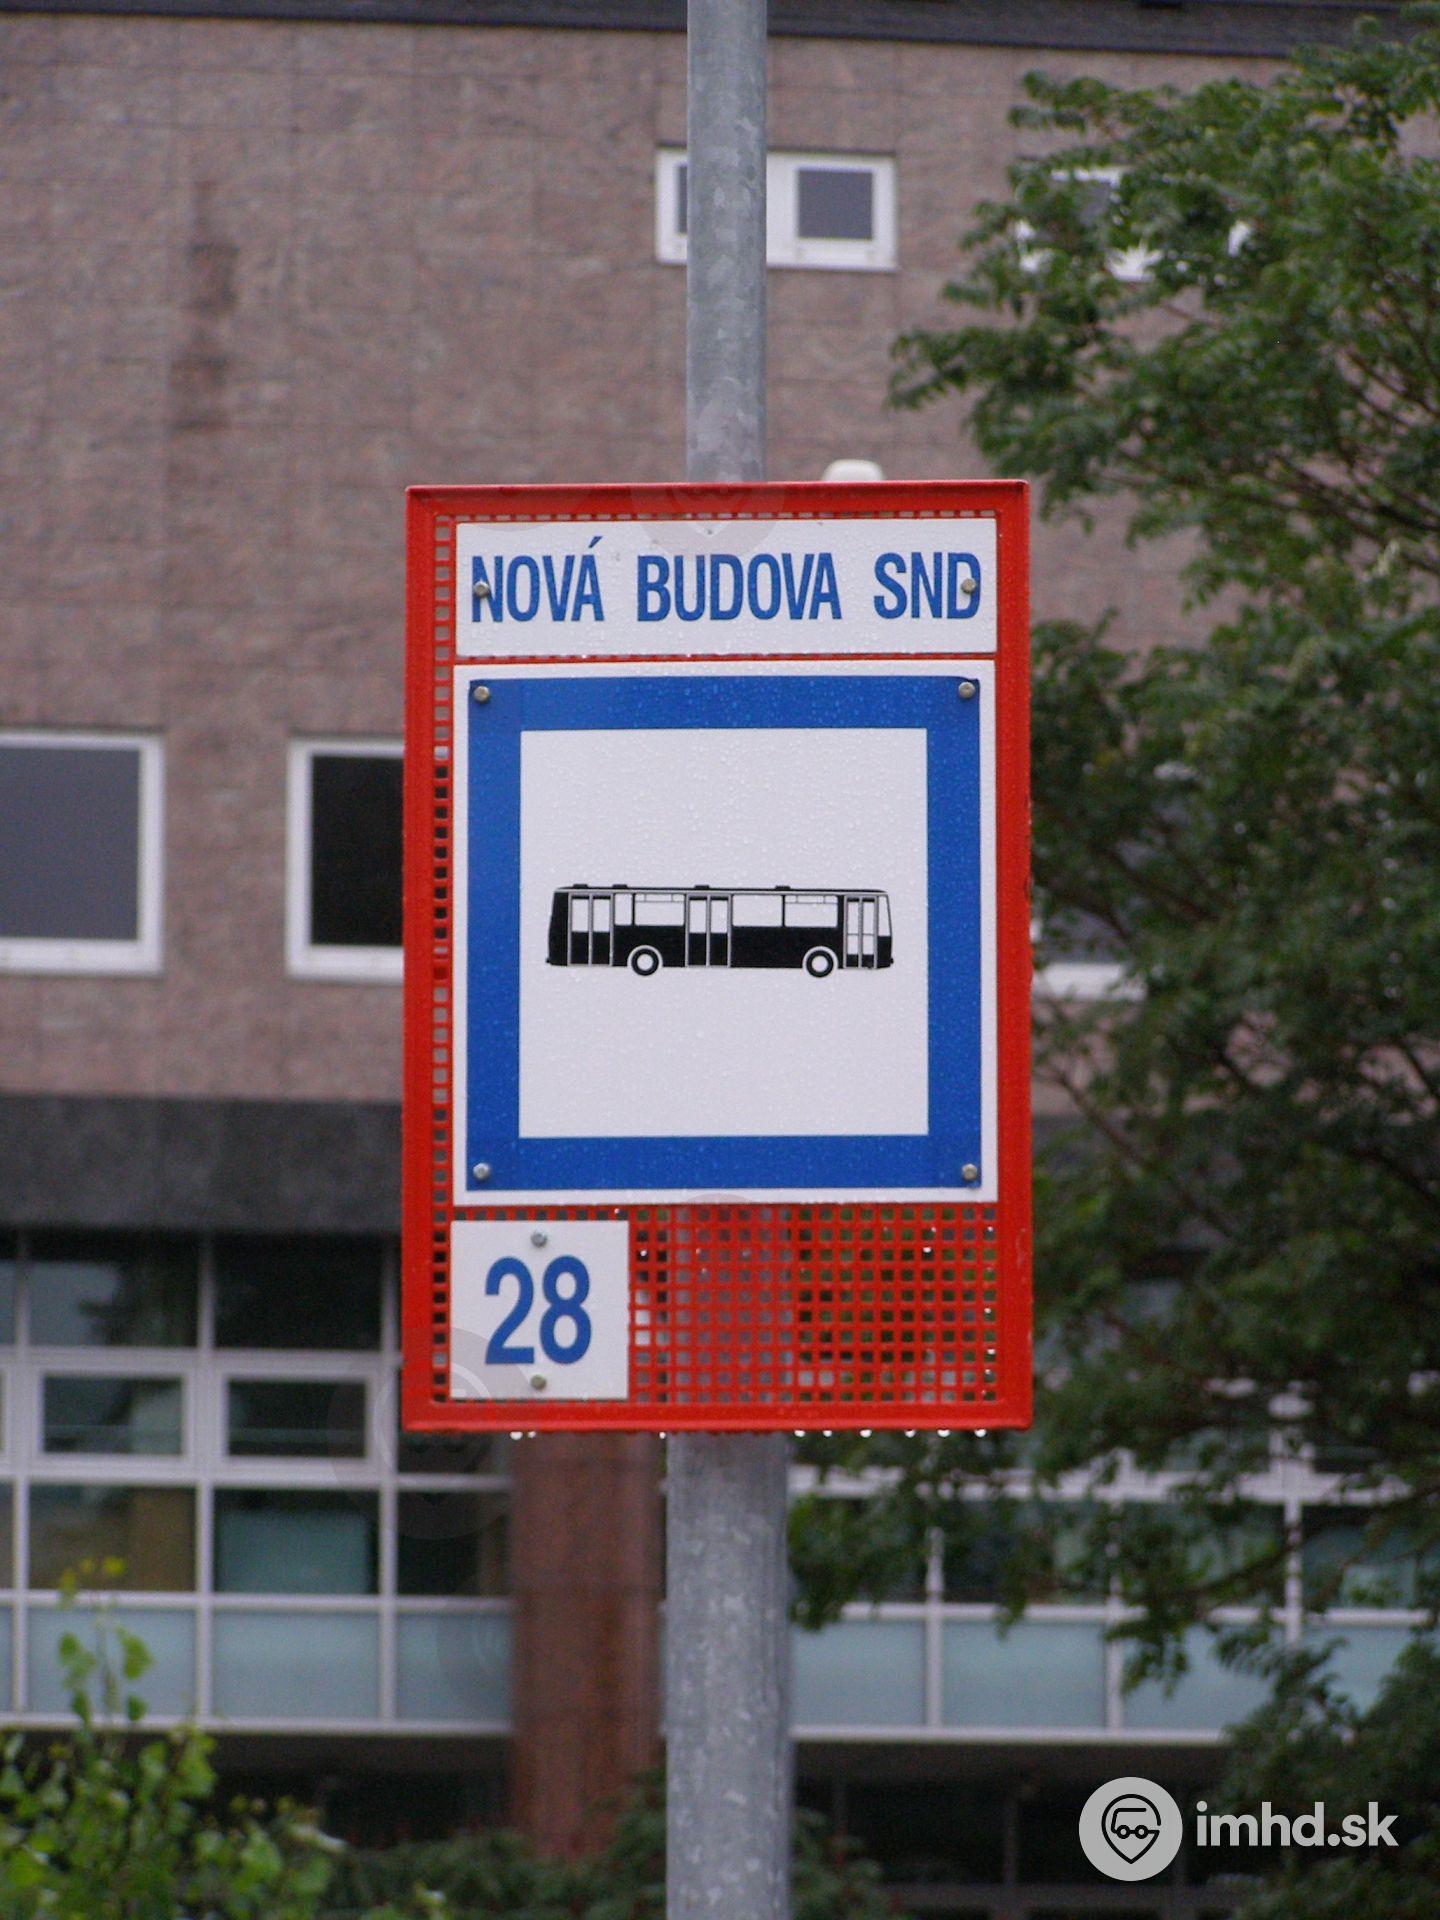 NOVÁ BUDOVA SND
28
imhd.sk